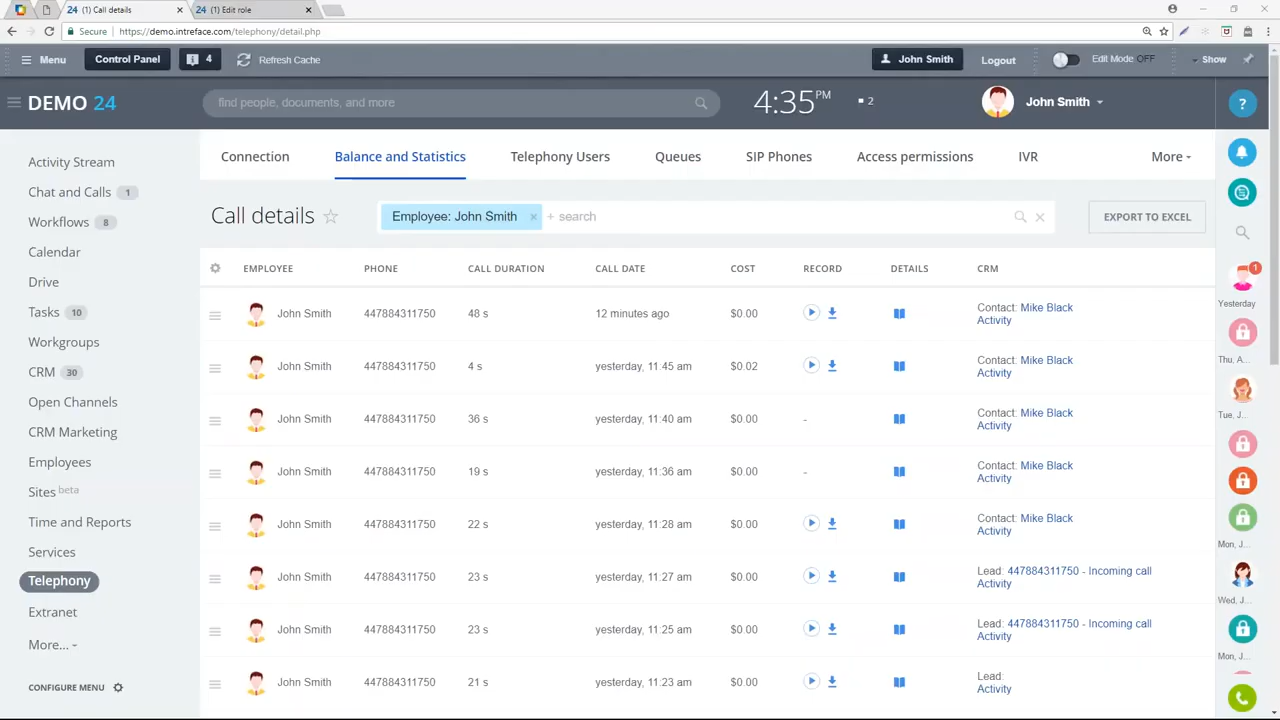 24 (1) Call details
24 (1) Edit role
Secure https://demo.intreface.com/telephony/detail.php
Menu Control Panel 4 Refresh Cache John Smith Logout Edit Mode OFF Show
DEMO 24 find people, documents, and more 4:35 PM 2 John Smith ?
Activity Stream
Chat and Calls 1
Workflows 8
Calendar
Drive
Tasks 10
Workgroups
CRM 30
Open Channels
CRM Marketing
Employees
Sites beta
Time and Reports
Services
Telephony
Extranet
More...
CONFIGURE MENU
Connection Balance and Statistics Telephony Users Queues SIP Phones Access permissions IVR More
Call details Employee: John Smith × + search EXPORT TO EXCEL
EMPLOYEE PHONE CALL DURATION CALL DATE COST RECORD DETAILS CRM
John Smith 447884311750 48 s 12 minutes ago $0.00 Contact: Mike Black
Activity
John Smith 447884311750 4 s yesterday, 11:45 am $0.02 Contact: Mike Black
Activity
John Smith 447884311750 36 s yesterday, 11:40 am $0.00 - Contact: Mike Black
Activity
John Smith 447884311750 19 s yesterday, 11:36 am $0.00 - Contact: Mike Black
Activity
John Smith 447884311750 22 s yesterday, 11:28 am $0.00 Contact: Mike Black
Activity
John Smith 447884311750 23 s yesterday, 11:27 am $0.00 Lead: 447884311750 - Incoming call
Activity
John Smith 447884311750 23 s yesterday, 11:25 am $0.00 Lead: 447884311750 - Incoming call
Activity
John Smith 447884311750 21 s yesterday, 11:23 am $0.00 Lead:
Activity
1
Yesterday
Thu, A...
Tue, J...
Mon, J...
Wed, J...
Mon, J...